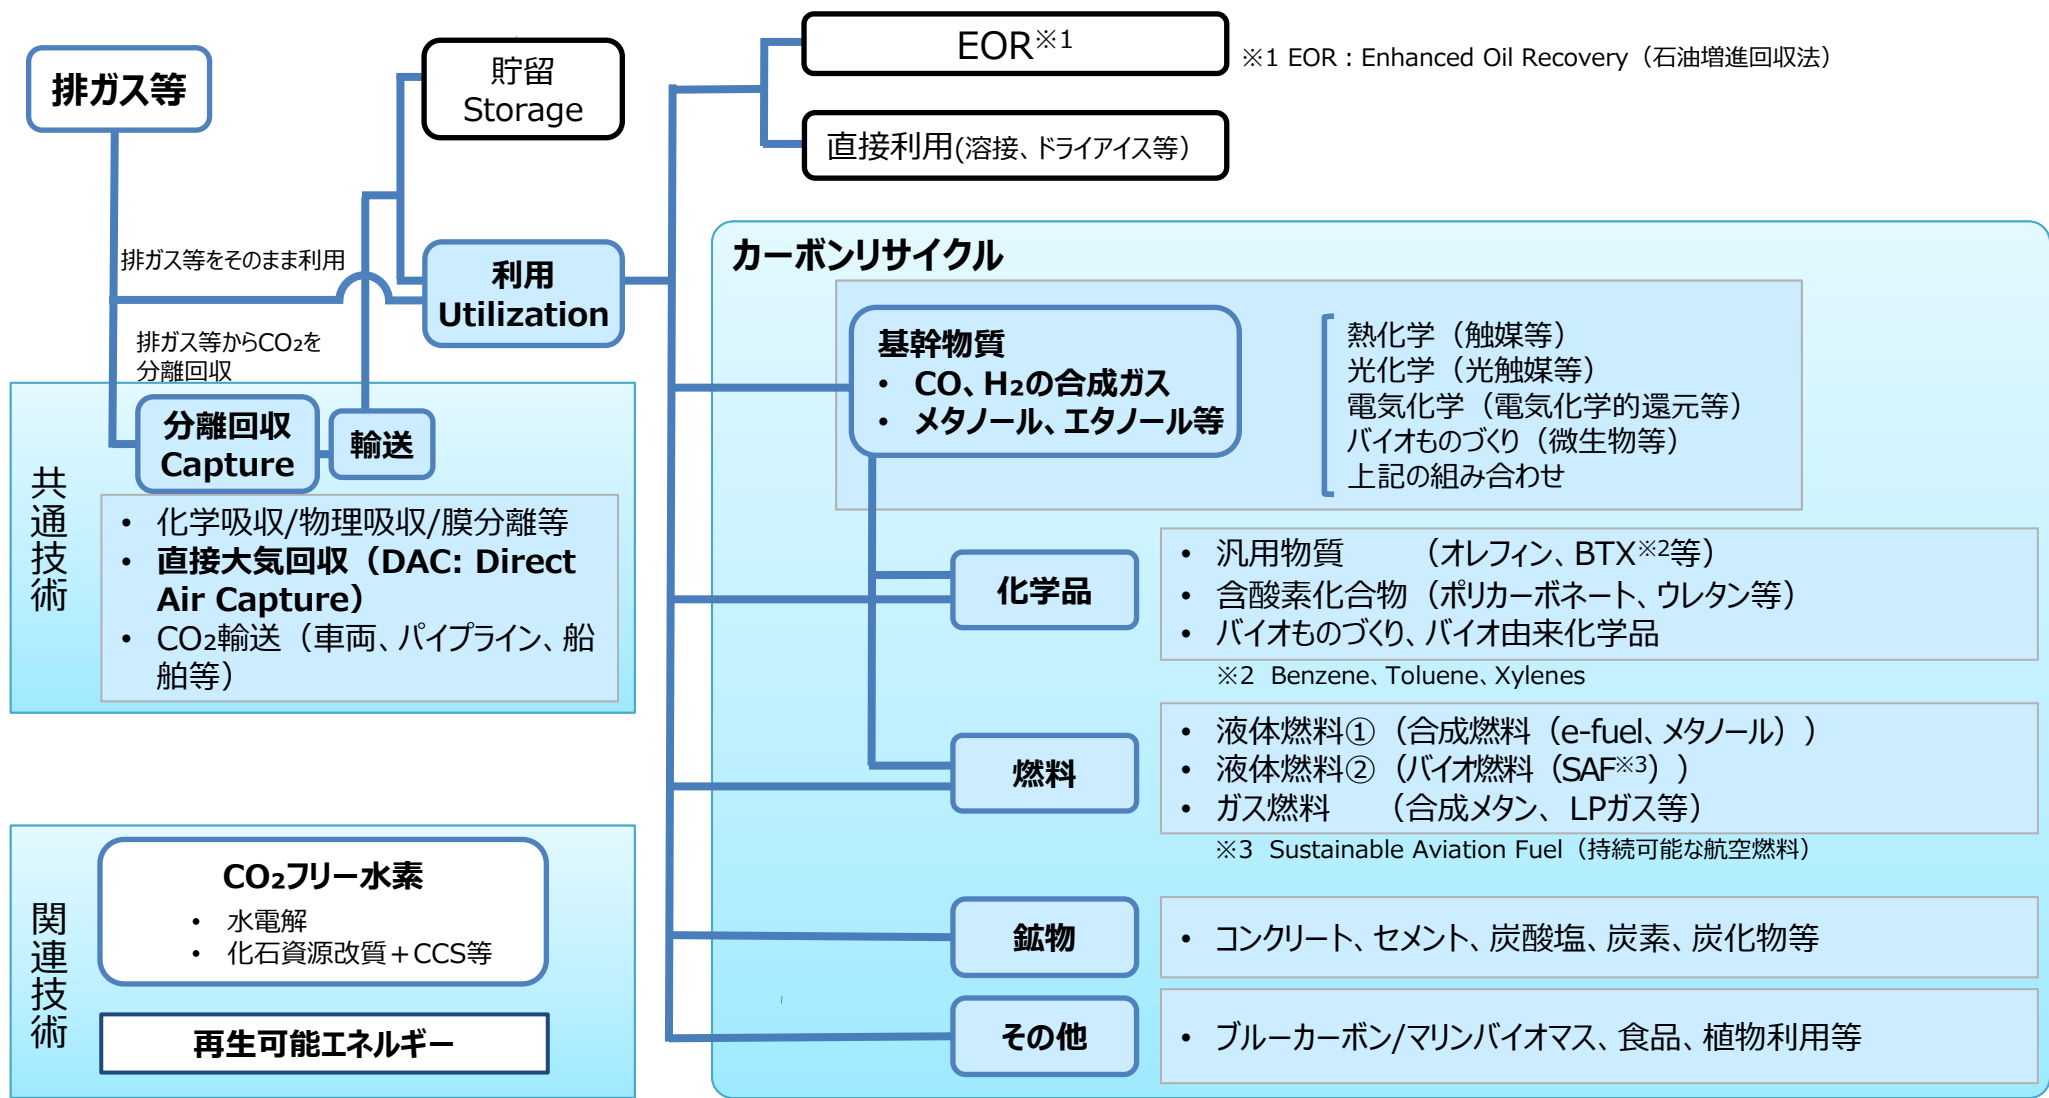 排ガス等
貯留
Storage
EOR※1
※1 EOR：Enhanced Oil Recovery（石油増進回収法）
直接利用(溶接、ドライアイス等）
排ガス等をそのまま利用
利用
Utilization
排ガス等からCO₂を
分離回収
共通技術
分離回収
Capture
輸送
• 化学吸収/物理吸収/膜分離等
• 直接大気回収（DAC: Direct
Air Capture）
• CO₂輸送（車両、パイプライン、船
舶等）
関連技術
CO₂フリー水素
• 水電解
• 化石資源改質＋CCS等
再生可能エネルギー
カーボンリサイクル
基幹物質
• CO、H₂の合成ガス
• メタノール、エタノール等
熱化学（触媒等）
光化学（光触媒等）
電気化学（電気化学的還元等）
バイオものづくり（微生物等）
上記の組み合わせ
化学品
• 汎用物質　　（オレフィン、BTX※2等）
• 含酸素化合物（ポリカーボネート、ウレタン等）
• バイオものづくり、バイオ由来化学品
※2 Benzene、Toluene、Xylenes
燃料
• 液体燃料①（合成燃料（e-fuel、メタノール））
• 液体燃料②（バイオ燃料（SAF※3））
• ガス燃料　　（合成メタン、LPガス等）
※3 Sustainable Aviation Fuel（持続可能な航空燃料）
鉱物
• コンクリート、セメント、炭酸塩、炭素、炭化物等
その他
• ブルーカーボン/マリンバイオマス、食品、植物利用等